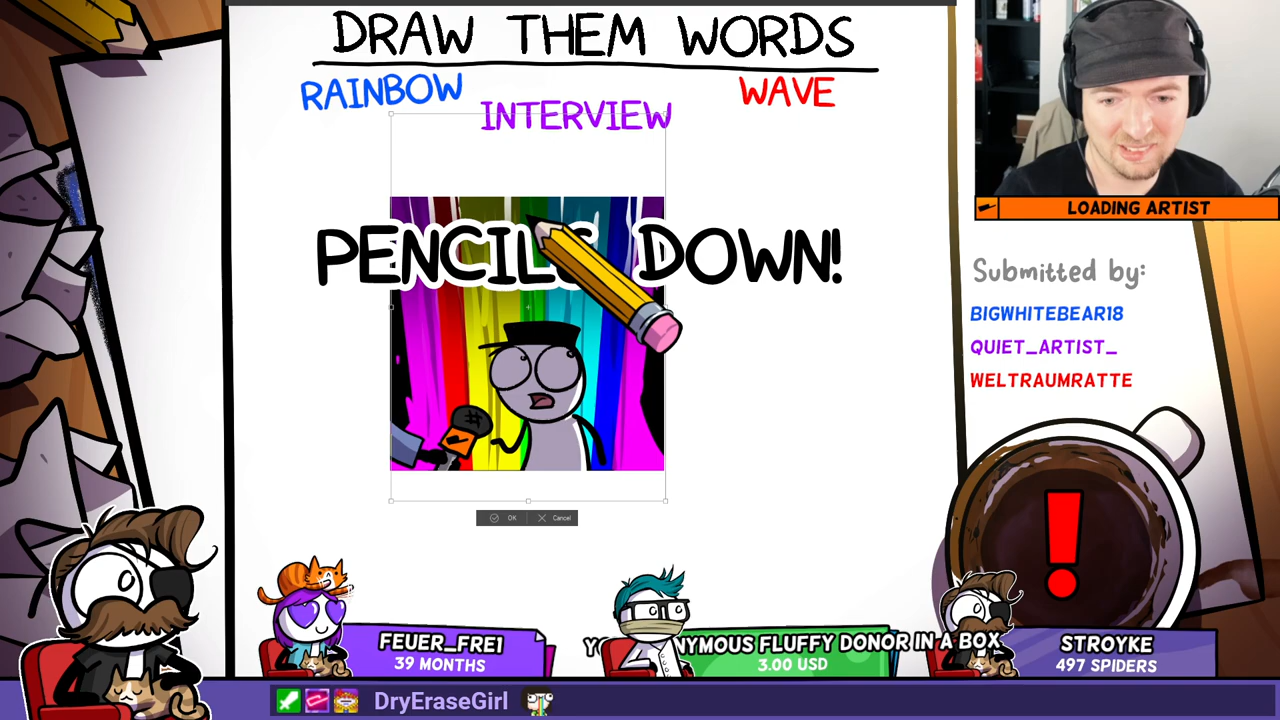 DRAW THEM WORDS
RAINBOW
INTERVIEW
WAVE
PENCILS DOWN!
OK
Cancel
LOADING ARTIST
Submitted by:
BIGWHITEBEAR18
QUIET_ARTIST_
WELTRAUMRATTE
!
FEUER_FREI
39 MONTHS
NYMOUS FLUFFY DONOR IN A BOX
3.00 USD
STROYKE
497 SPIDERS
DryEraseGirl